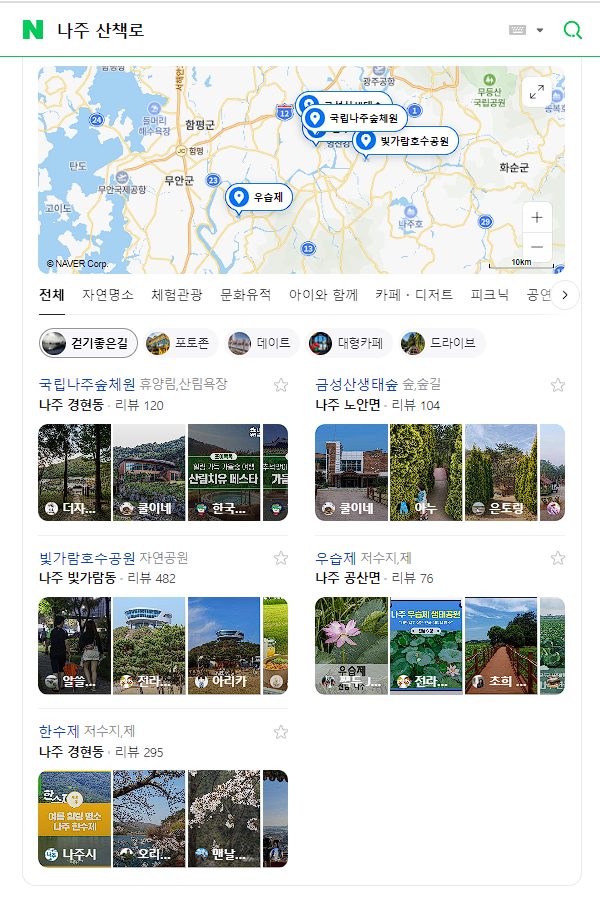 N 나주 산책로
함평군
무안군
무안국제공항
돌머리
해수욕장
탄도
고이도
JC 함평
광주공항
무등산
국립공원
화순군
나주호
24
12
1
23
29
13
국립나주숲체원
빛가람호수공원
우습제
© NAVER Corp.
10km
전체 자연명소 체험관광 문화유적 아이와 함께 카페・디저트 피크닉 공연
걷기좋은길 포토존 데이트 대형카페 드라이브
국립나주숲체원 휴양림,산림욕장
나주 경현동 · 리뷰 120
산림치유 페스타
더자... 쿨이네 한국...
금성산생태숲 숲,숲길
나주 노안면 · 리뷰 104
쿨이네 야누 은토랑
빛가람호수공원 자연공원
나주 빛가람동 · 리뷰 482
알쓸... 전라... 아리카
우습제 저수지,제
나주 공산면 · 리뷰 76
나주 우습제 생태공원
우습제
전라... 초희 ...
한수제 저수지,제
나주 경현동 · 리뷰 295
여름 힐링 명소
나주 한수제
나주시 오리... 맨날...